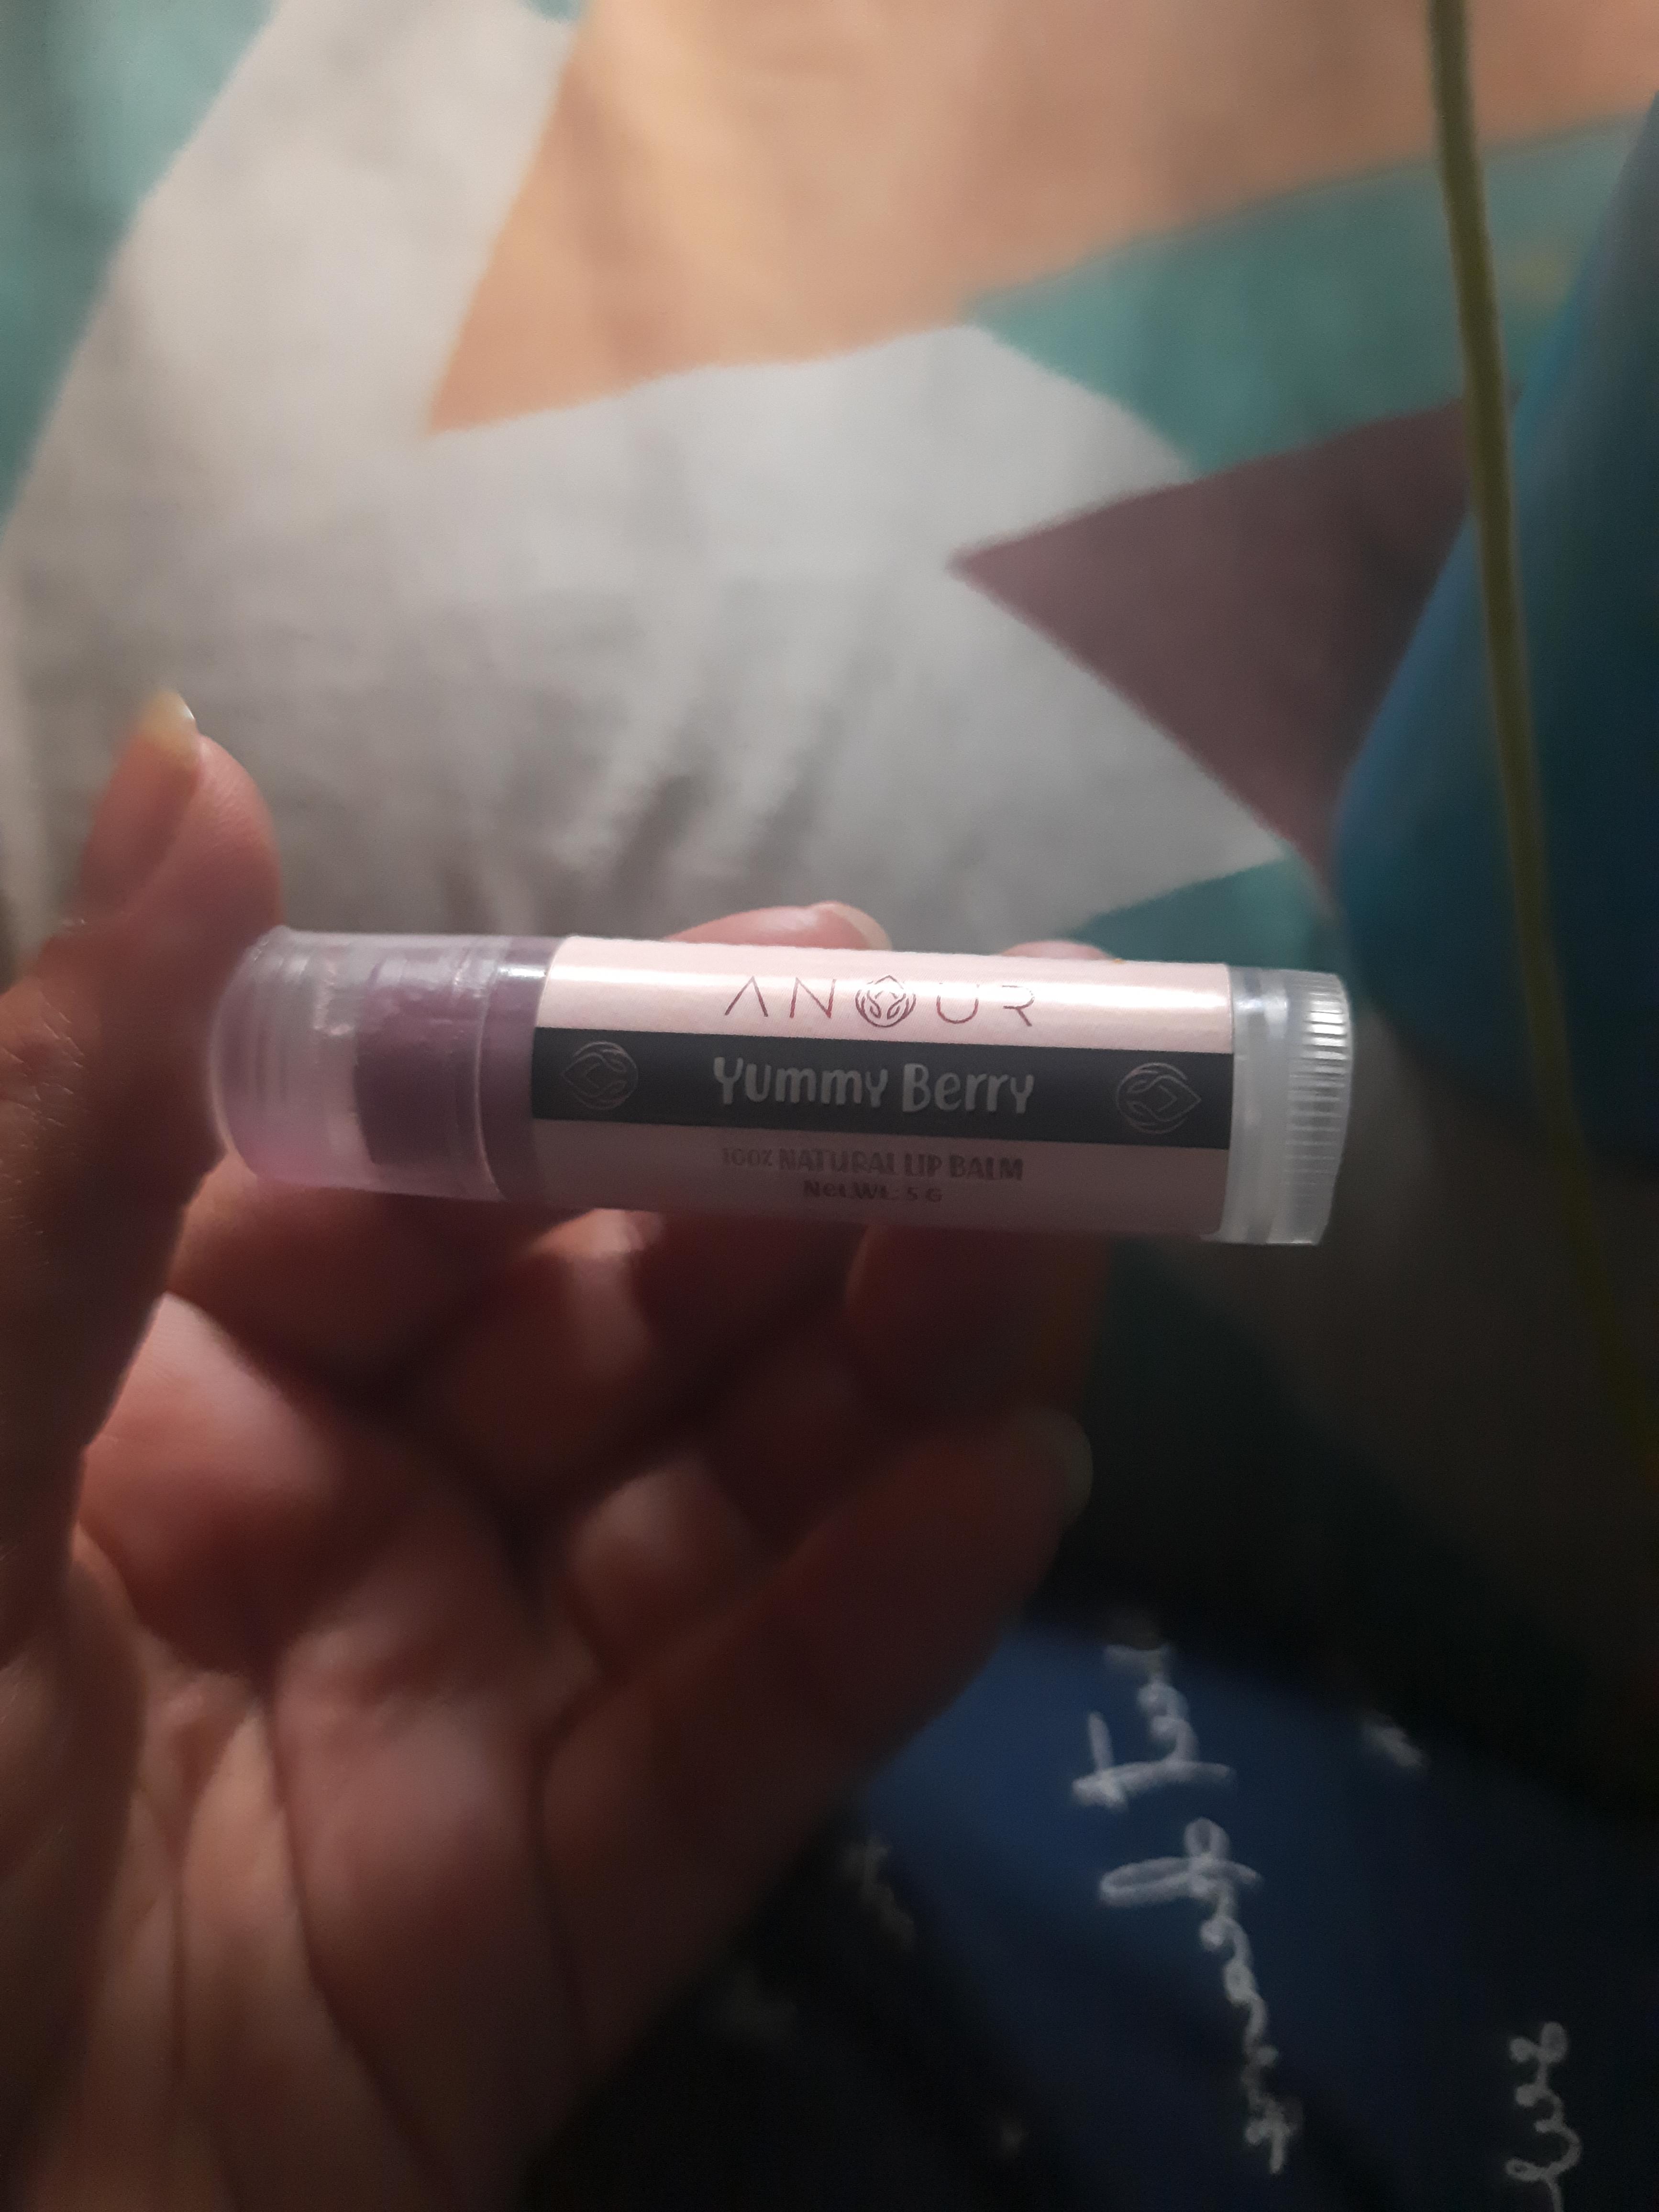 ANOUR
Yummy Berry
100% NATURAL LIP BALM
Net.Wt.: 5 G